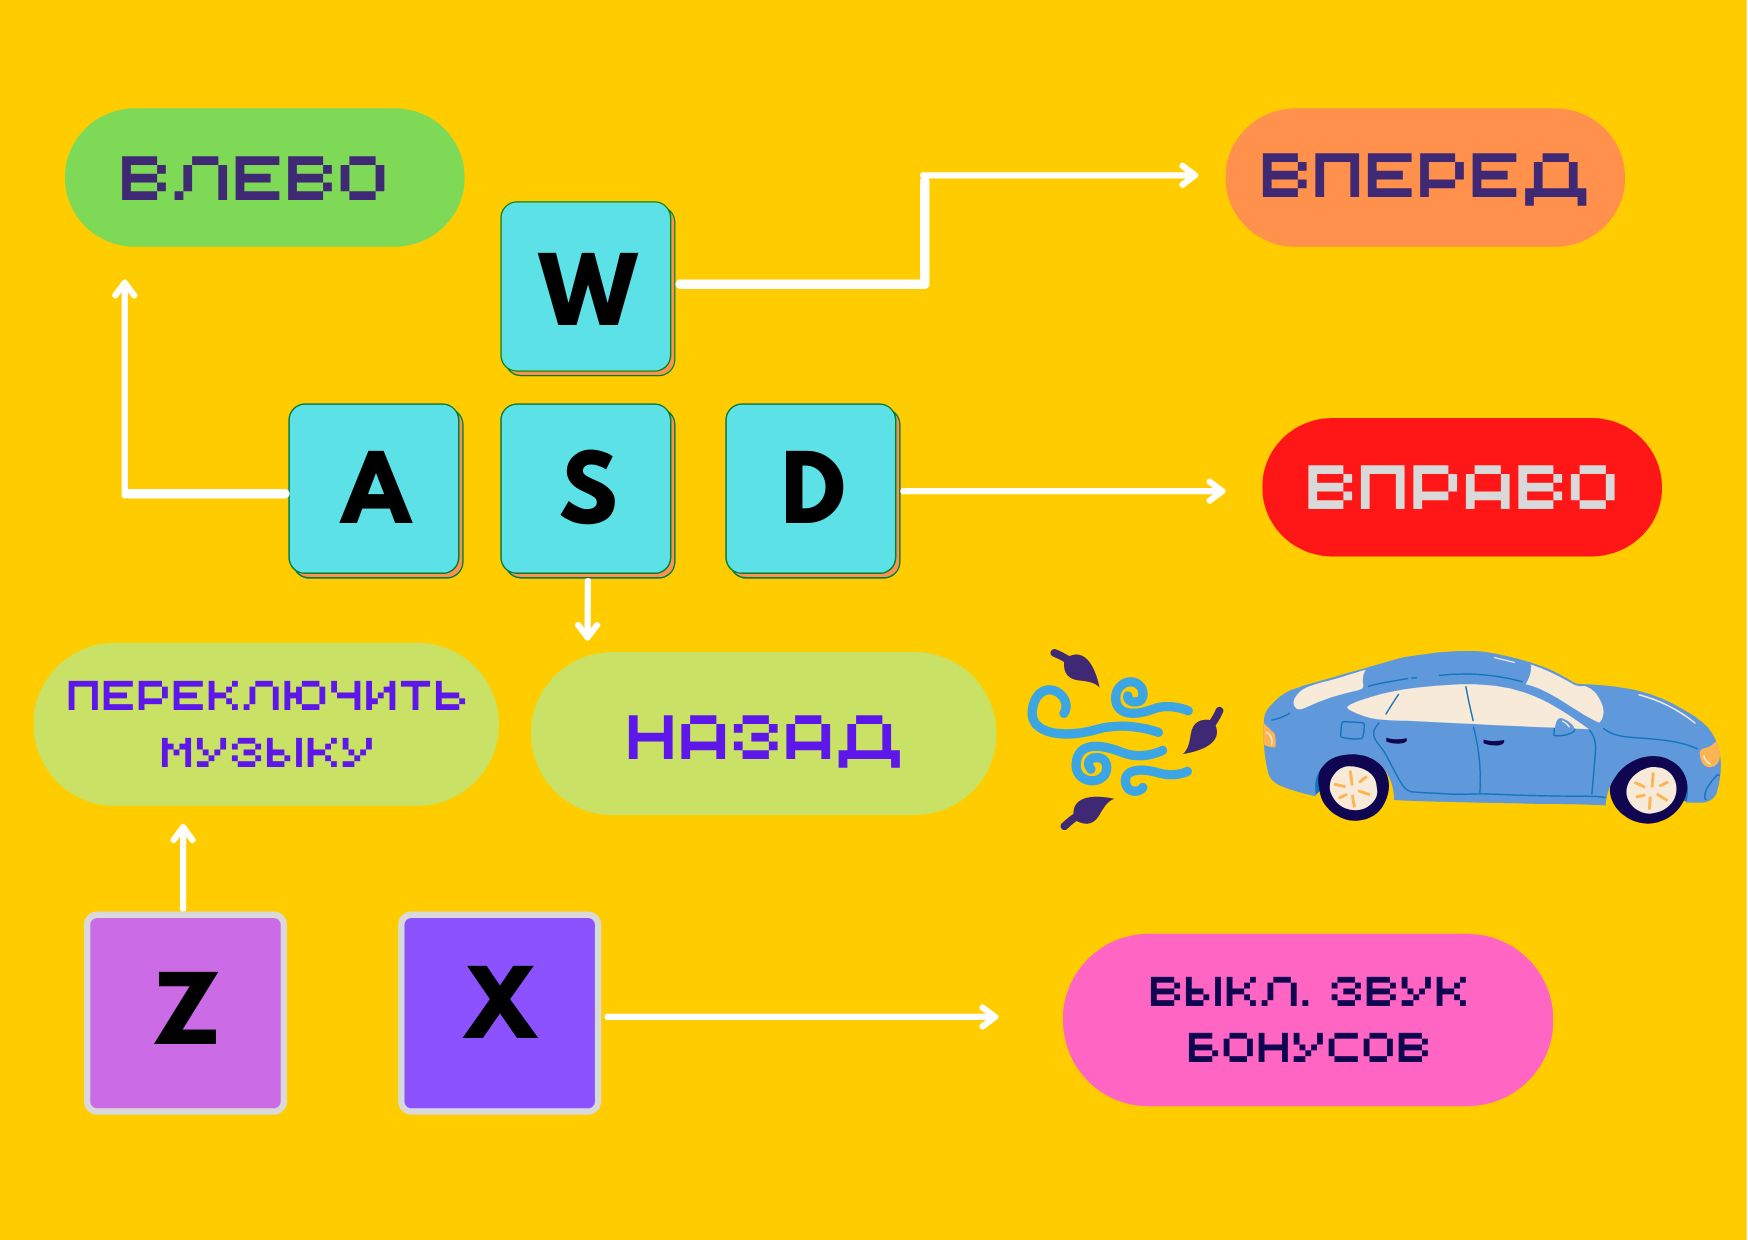 ВЛЕВО
ВПЕРЕД
W
A
S
D
ВПРАВО
ПЕРЕКЛЮЧИТЬ
МУЗЫКУ
НАЗАД
Z
X
ВЫКЛ. ЗВУК
БОНУСОВ